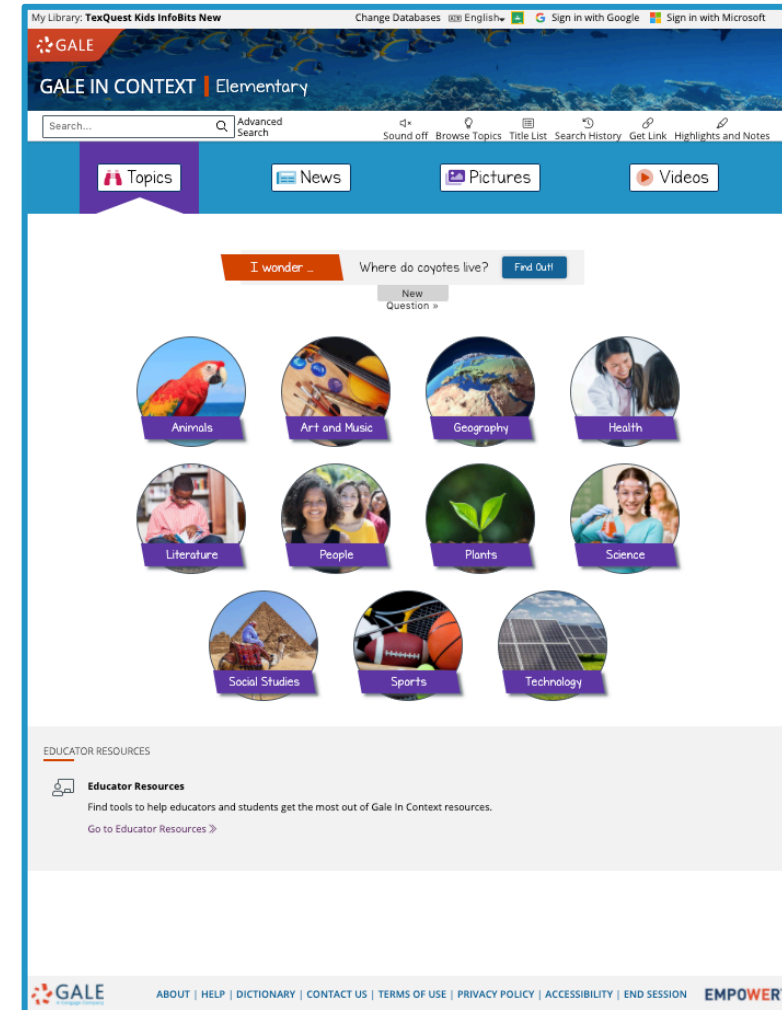 My Library: TexQuest Kids InfoBits New Change Databases English Sign in with Google Sign in with Microsoft
GALE
GALE IN CONTEXT Elementary
Search... Advanced Search Sound off Browse Topics Title List Search History Get Link Highlights and Notes
Topics News Pictures Videos
I wonder ... Where do coyotes live? Find Out!
New
Question »
Animals Art and Music Geography Health
Literature People Plants Science
Social Studies Sports Technology
EDUCATOR RESOURCES
Educator Resources
Find tools to help educators and students get the most out of Gale In Context resources.
Go to Educator Resources »
GALE ABOUT | HELP | DICTIONARY | CONTACT US | TERMS OF USE | PRIVACY POLICY | ACCESSIBILITY | END SESSION EMPOWER